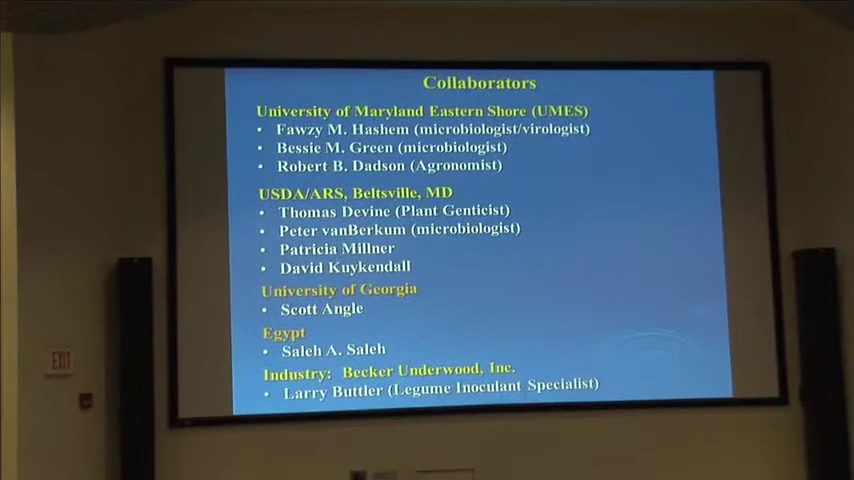 Collaborators
University of Maryland Eastern Shore (UMES)
• Fawzy M. Hashem (microbiologist/virologist)
• Bessie M. Green (microbiologist)
• Robert B. Dadson (Agronomist)
USDA/ARS, Beltsville, MD
• Thomas Devine (Plant Genticist)
• Peter vanBerkum (microbiologist)
• Patricia Millner
• David Kuykendall
University of Georgia
• Scott Angle
Egypt
• Saleh A. Saleh
Industry: Becker Underwood, Inc.
• Larry Buttler (Legume Inoculant Specialist)
EXIT